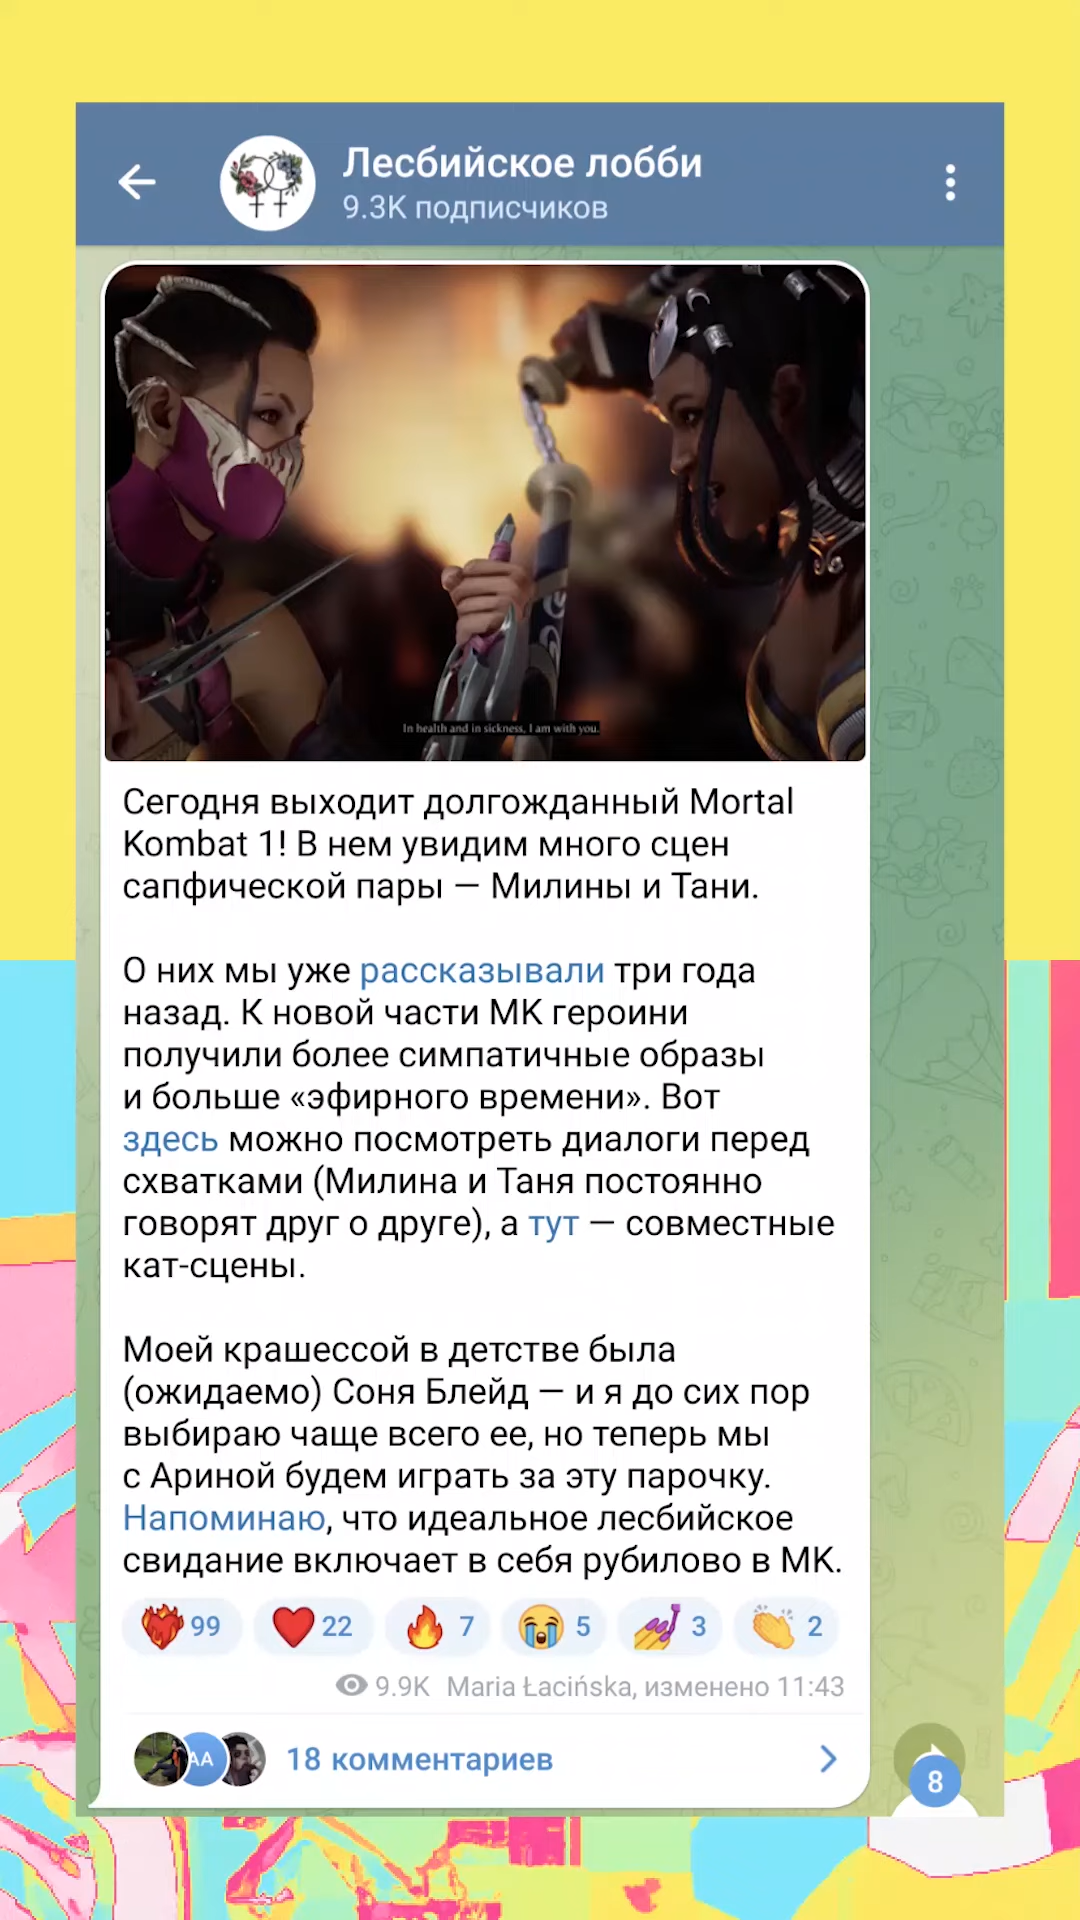 Лесбийское лобби
9.3K подписчиков
In health and in sickness, I am with you.
Сегодня выходит долгожданный Mortal
Kombat 1! В нем увидим много сцен
сапфической пары — Милины и Тани.
О них мы уже рассказывали три года
назад. К новой части МК героини
получили более симпатичные образы
и больше «эфирного времени». Вот
здесь можно посмотреть диалоги перед
схватками (Милина и Таня постоянно
говорят друг о друге), а тут — совместные
кат-сцены.
Моей крашессой в детстве была
(ожидаемо) Соня Блейд — и я до сих пор
выбираю чаще всего ее, но теперь мы
с Ариной будем играть за эту парочку.
Напоминаю, что идеальное лесбийское
свидание включает в себя рубилово в МК.
99 22 7 5 3 2
9.9K Maria Łacińska, изменено 11:43
АА 18 комментариев
8